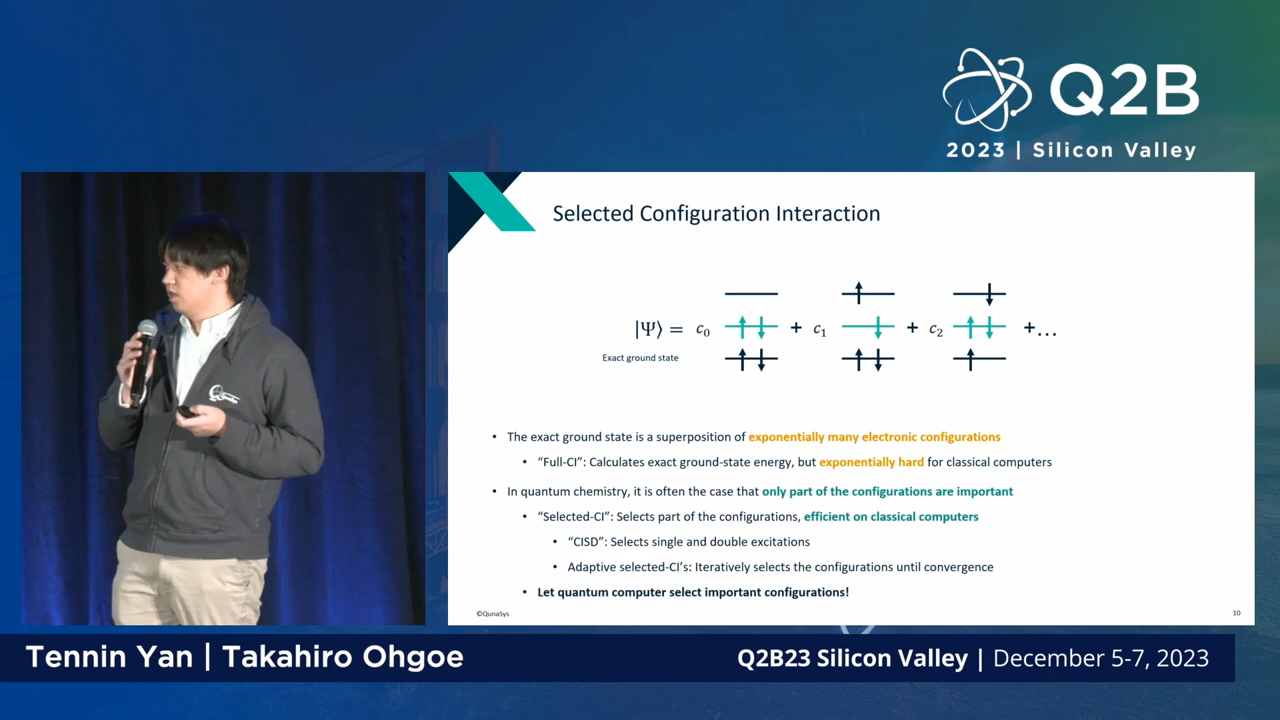 Q2B
2023 | Silicon Valley
Selected Configuration Interaction
|Ψ⟩ = c₀ + c₁ + c₂ +...
Exact ground state
• The exact ground state is a superposition of exponentially many electronic configurations
• “Full-CI”: Calculates exact ground-state energy, but exponentially hard for classical computers
• In quantum chemistry, it is often the case that only part of the configurations are important
• “Selected-CI”: Selects part of the configurations, efficient on classical computers
• “CISD”: Selects single and double excitations
• Adaptive selected-CI’s: Iteratively selects the configurations until convergence
• Let quantum computer select important configurations!
©QunaSys
10
Tennin Yan | Takahiro Ohgoe
Q2B23 Silicon Valley | December 5-7, 2023